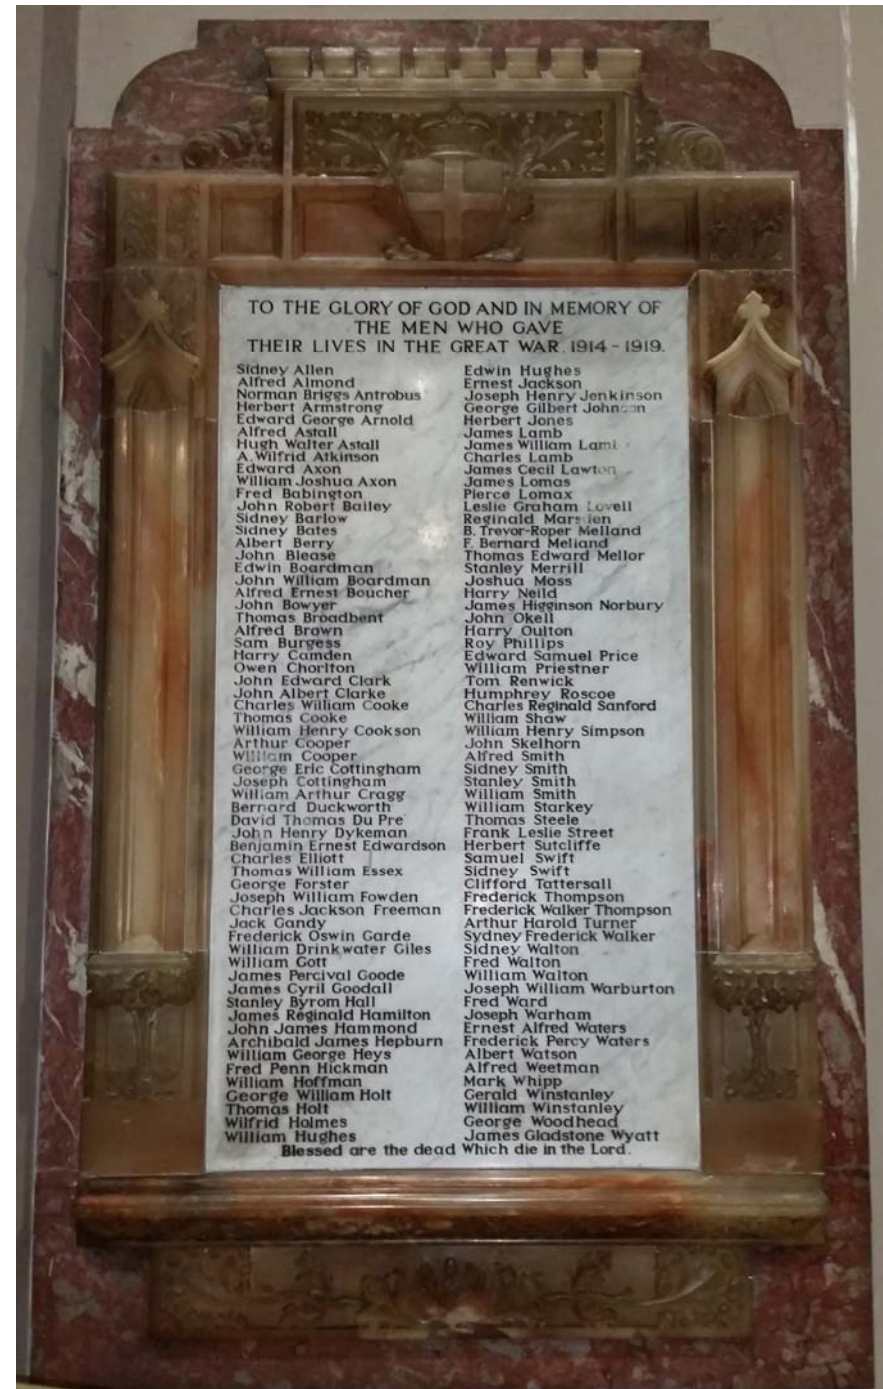 TO THE GLORY OF GOD AND IN MEMORY OF
THE MEN WHO GAVE
THEIR LIVES IN THE GREAT WAR. 1914 - 1919.
Sidney Allen
Alfred Almond
Norman Briggs Antrobus
Herbert Armstrong
Edward George Arnold
Alfred Astall
Hugh Walter Astall
A. Wilfrid Atkinson
Edward Axon
William Joshua Axon
Fred Babington
John Robert Bailey
Sidney Barlow
Sidney Bates
Albert Berry
John Blease
Edwin Boardman
John William Boardman
Alfred Ernest Boucher
John Bowyer
Thomas Broadbent
Alfred Brown
Sam Burgess
Harry Camden
Owen Chorlton
John Edward Clark
John Albert Clarke
Charles William Cooke
Thomas Cooke
William Henry Cookson
Arthur Cooper
William Cooper
George Eric Cottingham
Joseph Cottingham
William Arthur Cragg
Bernard Duckworth
David Thomas Du Pre
John Henry Dykeman
Benjamin Ernest Edwardson
Charles Elliott
Thomas William Essex
George Forster
Joseph William Fowden
Charles Jackson Freeman
Jack Gandy
Frederick Oswin Garde
William Drinkwater Giles
William Gott
James Percival Goode
James Cyril Goodall
Stanley Byrom Hall
James Reginald Hamilton
John James Hammond
Archibald James Hepburn
William George Heys
Fred Penn Hickman
William Hoffman
George William Holt
Thomas Holt
Wilfrid Holmes
William Hughes
Edwin Hughes
Ernest Jackson
Joseph Henry Jenkinson
George Gilbert Johnson
Herbert Jones
James Lamb
James William Lamb
Charles Lamb
James Cecil Lawton
James Lomas
Pierce Lomax
Leslie Graham Lovell
Reginald Marsden
B. Trevor-Roper Melland
F. Bernard Melland
Thomas Edward Mellor
Stanley Merrill
Joshua Moss
Harry Neild
James Higginson Norbury
John Okell
Harry Oulton
Roy Phillips
Edward Samuel Price
William Priestner
Tom Renwick
Humphrey Roscoe
Charles Reginald Sanford
William Shaw
William Henry Simpson
John Skelhorn
Alfred Smith
Sidney Smith
Stanley Smith
William Smith
William Starkey
Thomas Steele
Frank Leslie Street
Herbert Sutcliffe
Samuel Swift
Sidney Swift
Clifford Tattersall
Frederick Thompson
Frederick Walker Thompson
Arthur Harold Turner
Sydney Frederick Walker
Sidney Walton
Fred Walton
William Walton
Joseph William Warburton
Fred Ward
Joseph Warham
Ernest Alfred Waters
Frederick Percy Waters
Albert Watson
Alfred Weetman
Mark Whipp
Gerald Winstanley
William Winstanley
George Woodhead
James Gladstone Wyatt
Blessed are the dead Which die in the Lord.